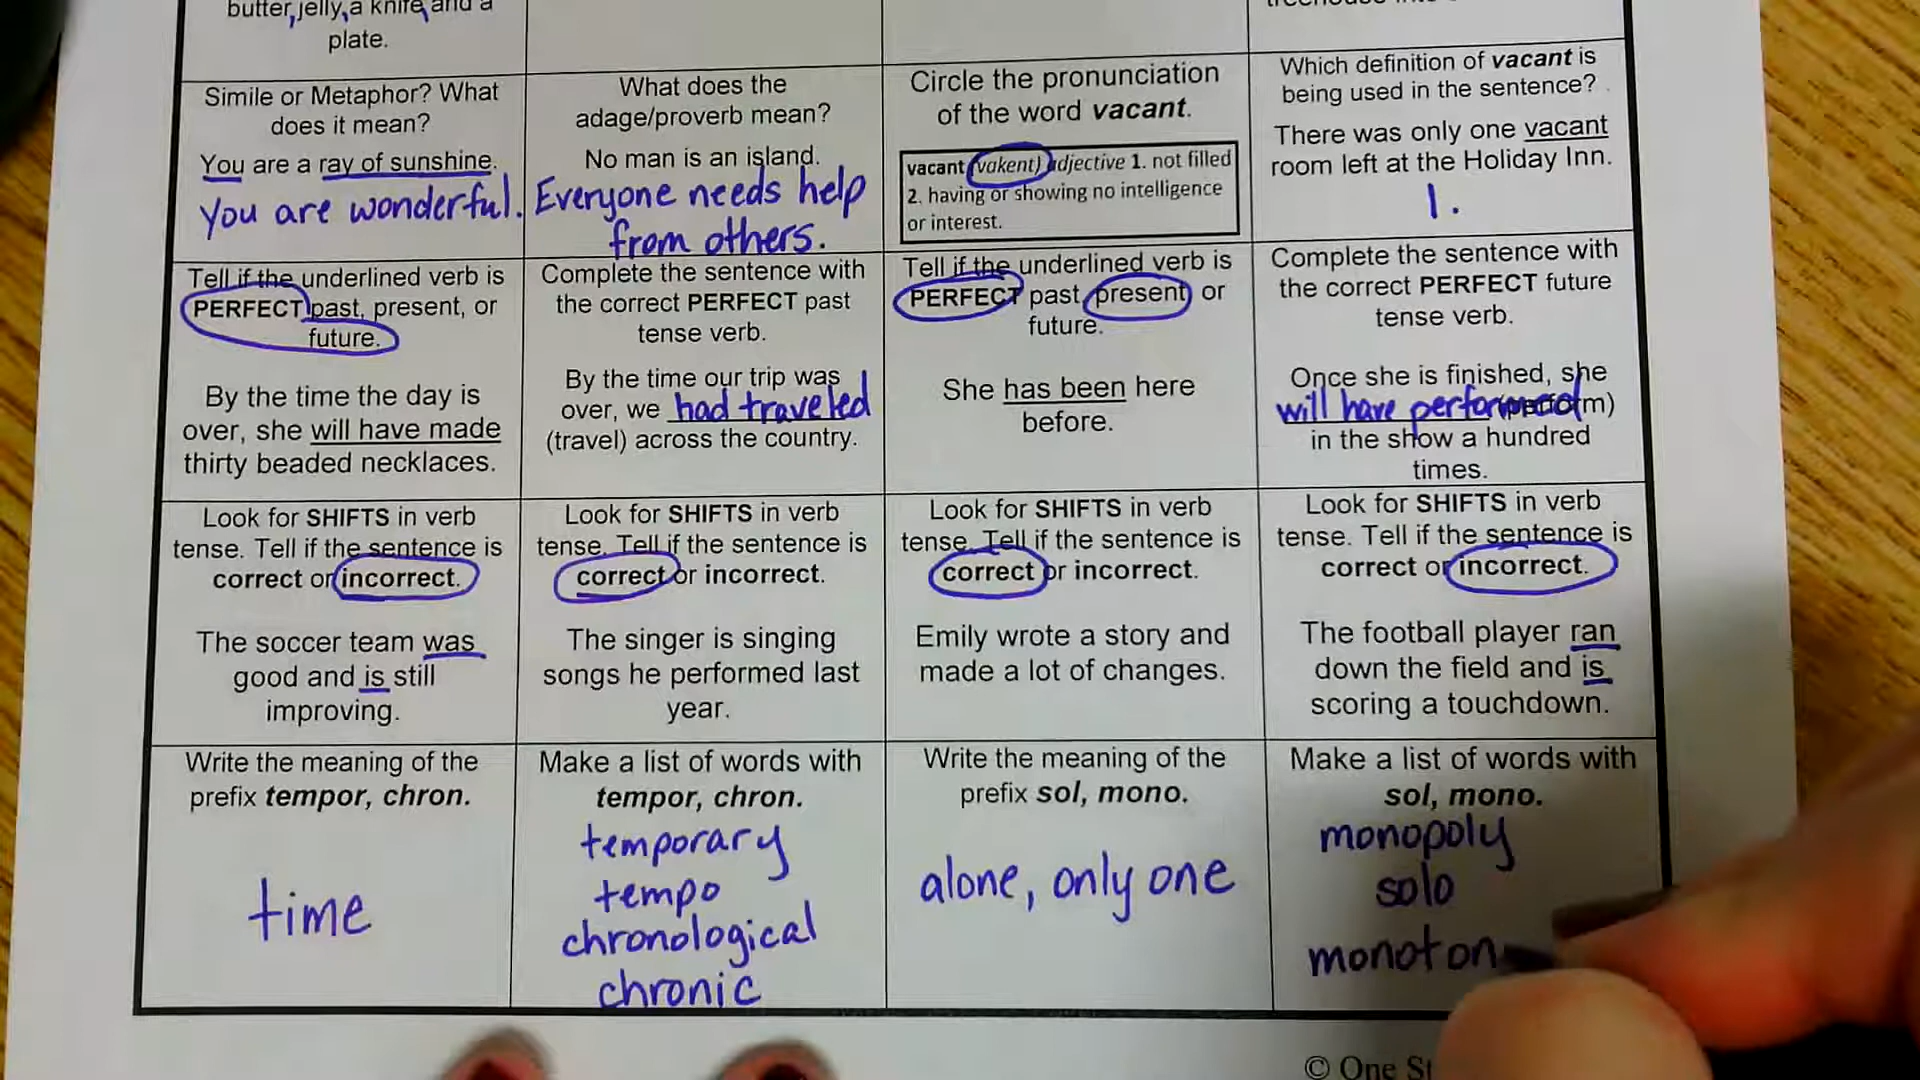 butter, jelly, a knife, and a
plate.
Simile or Metaphor? What
does it mean?
You are a ray of sunshine.
you are wonderful.
What does the
adage/proverb mean?
No man is an island.
Everyone needs help
from others.
Circle the pronunciation
of the word vacant.
vacant (vakent) adjective 1. not filled
2. having or showing no intelligence
or interest.
Which definition of vacant is
being used in the sentence?
There was only one vacant
room left at the Holiday Inn.
1.
Tell if the underlined verb is
PERFECT past, present, or
future.
By the time the day is
over, she will have made
thirty beaded necklaces.
Complete the sentence with
the correct PERFECT past
tense verb.
By the time our trip was
over, we had traveled
(travel) across the country.
Tell if the underlined verb is
PERFECT past, present, or
future.
She has been here
before.
Complete the sentence with
the correct PERFECT future
tense verb.
Once she is finished, she
will have performed (perform)
in the show a hundred
times.
Look for SHIFTS in verb
tense. Tell if the sentence is
correct or incorrect.
The soccer team was
good and is still
improving.
Look for SHIFTS in verb
tense. Tell if the sentence is
correct or incorrect.
The singer is singing
songs he performed last
year.
Look for SHIFTS in verb
tense. Tell if the sentence is
correct or incorrect.
Emily wrote a story and
made a lot of changes.
Look for SHIFTS in verb
tense. Tell if the sentence is
correct or incorrect.
The football player ran
down the field and is
scoring a touchdown.
Write the meaning of the
prefix tempor, chron.
time
Make a list of words with
tempor, chron.
temporary
tempo
chronological
chronic
Write the meaning of the
prefix sol, mono.
alone, only one
Make a list of words with
sol, mono.
monopoly
solo
monoton
© One